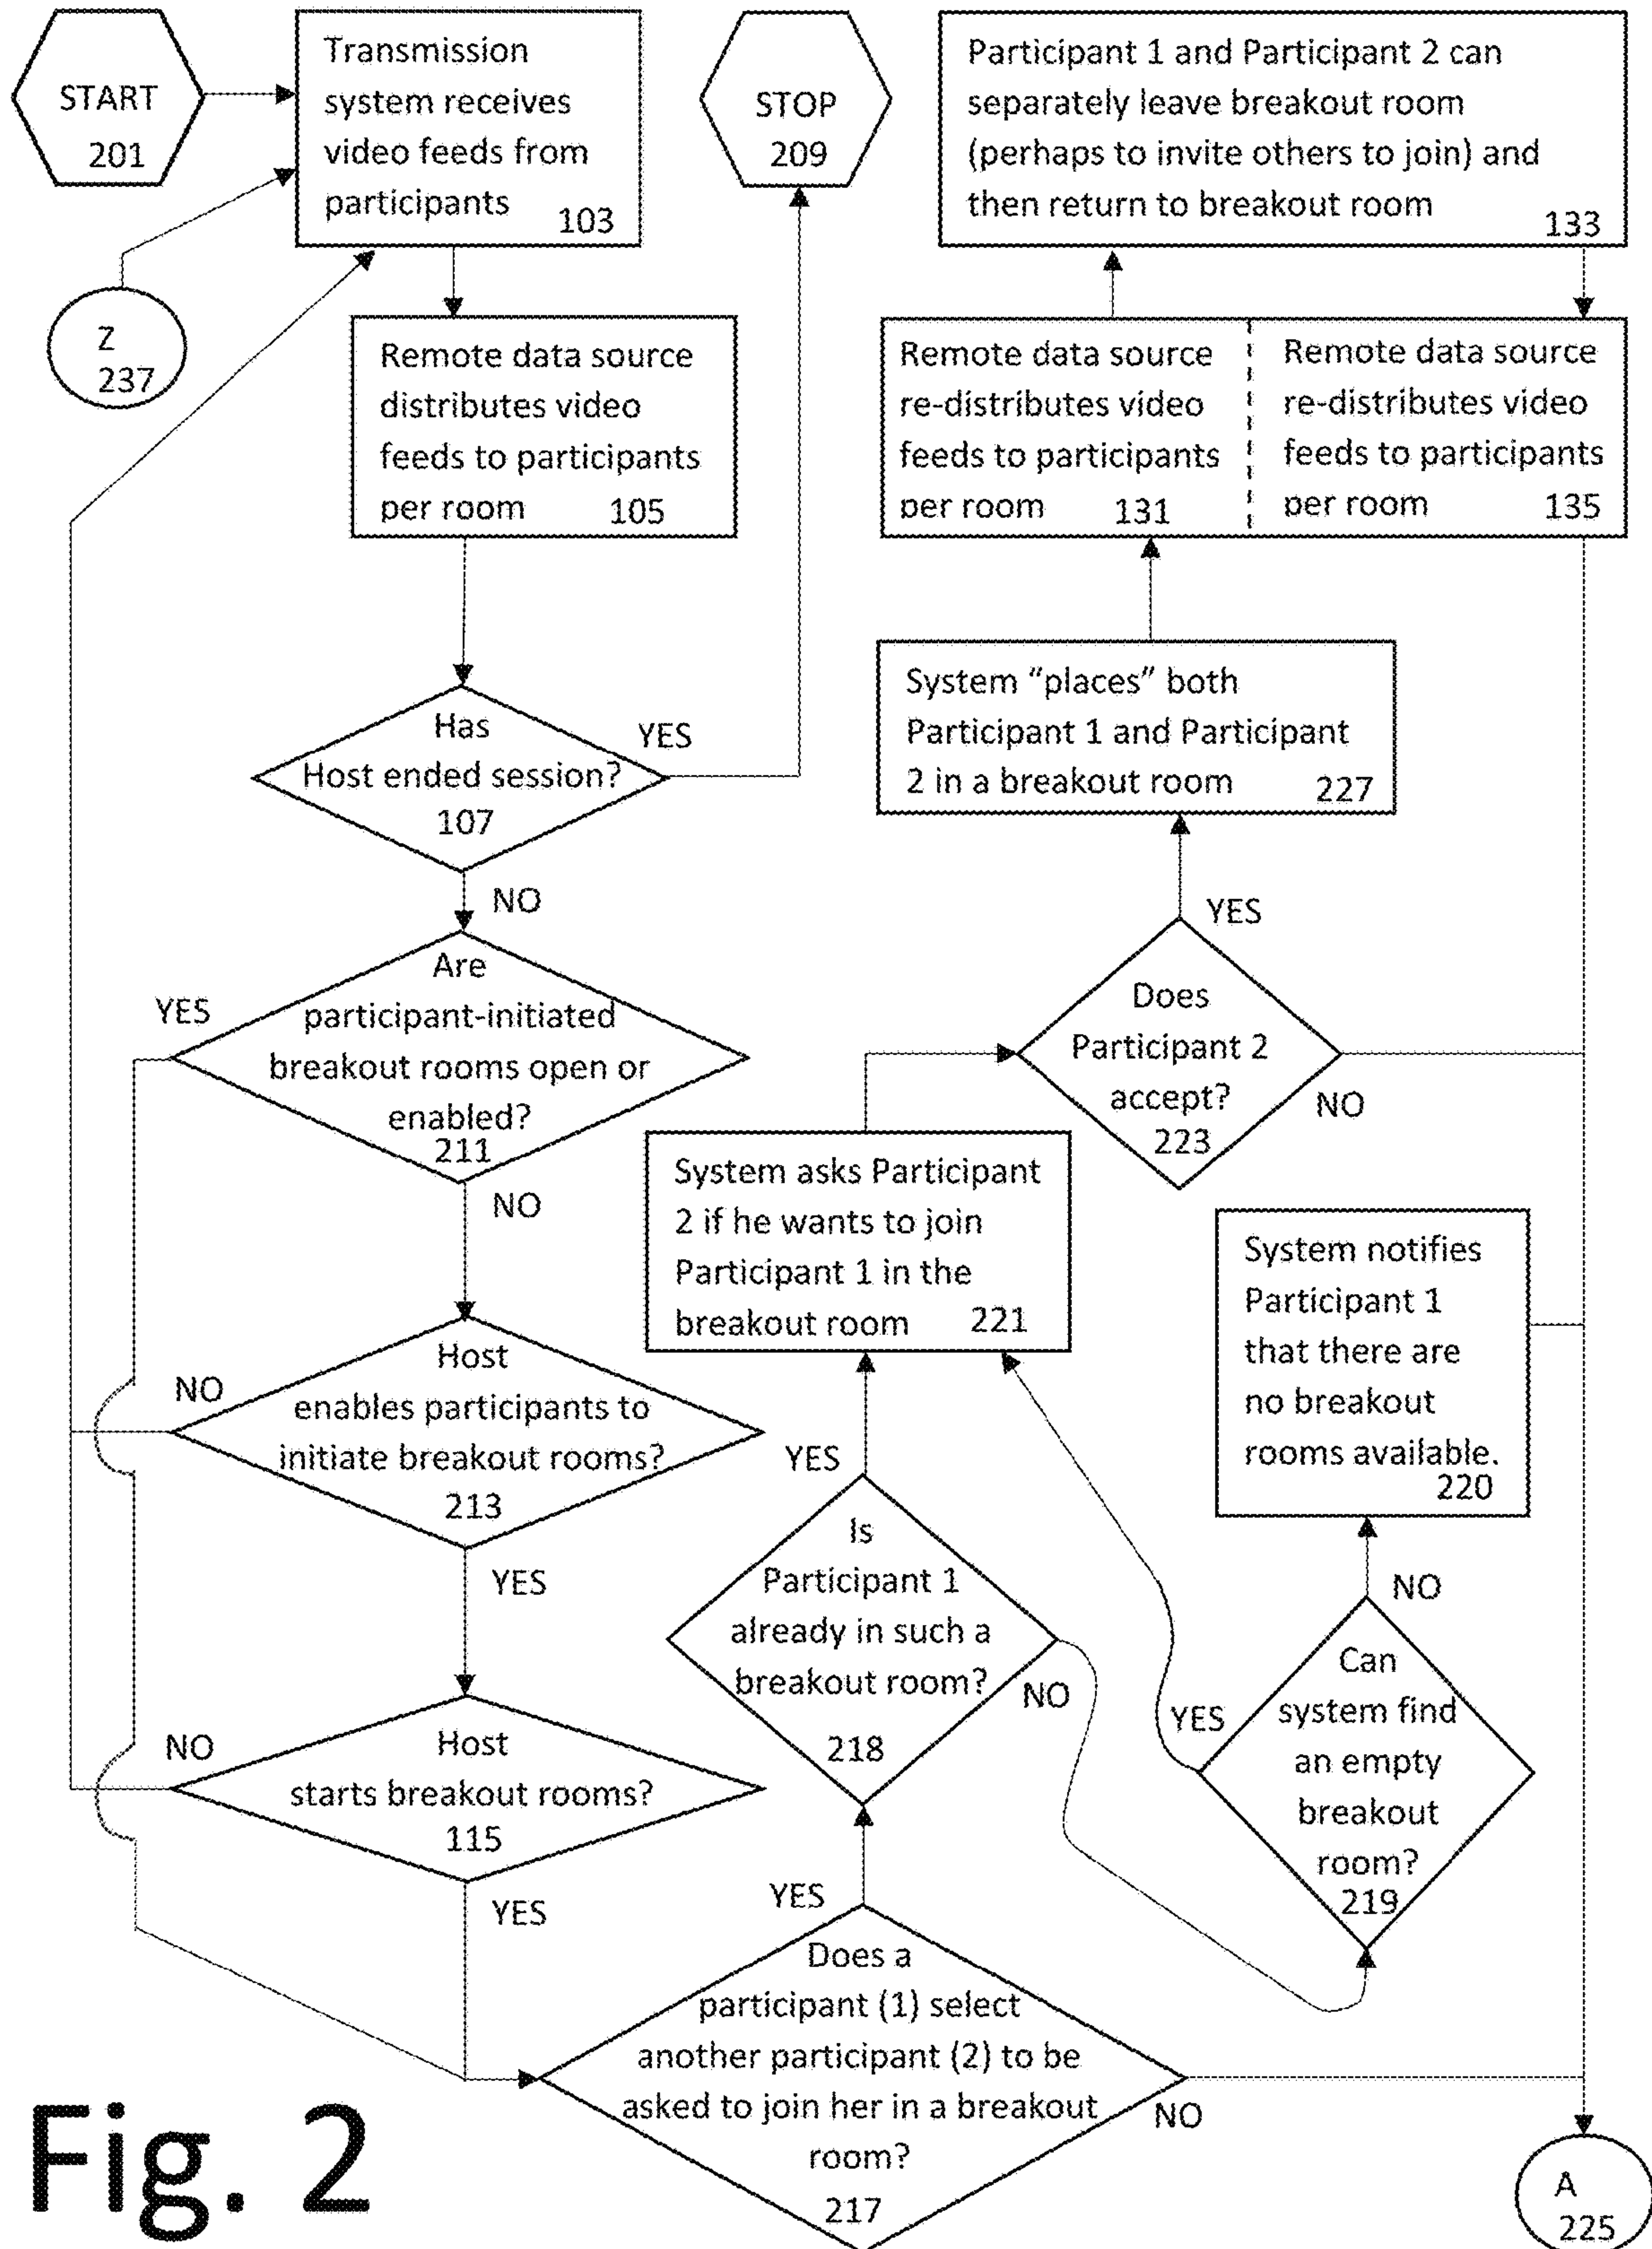 START
201
Transmission
system receives
video feeds from
participants
103
STOP
209
Participant 1 and Participant 2 can
separately leave breakout room
(perhaps to invite others to join) and
then return to breakout room
133
Z
237
Remote data source
distributes video
feeds to participants
per room 105
Remote data source
re-distributes video
feeds to participants
per room 131
Remote data source
re-distributes video
feeds to participants
per room 135
Has
Host ended session?
107
YES
NO
System “places” both
Participant 1 and Participant
2 in a breakout room 227
Are
participant-initiated
breakout rooms open or
enabled?
211
YES
NO
Does
Participant 2
accept?
223
YES
NO
System asks Participant
2 if he wants to join
Participant 1 in the
breakout room 221
System notifies
Participant 1
that there are
no breakout
rooms available.
220
Host
enables participants to
initiate breakout rooms?
213
NO
YES
Is
Participant 1
already in such a
breakout room?
218
YES
NO
Can
system find
an empty
breakout
room?
219
NO
YES
Host
starts breakout rooms?
115
NO
YES
Does a
participant (1) select
another participant (2) to be
asked to join her in a breakout
room?
217
YES
NO
A
225
Fig. 2